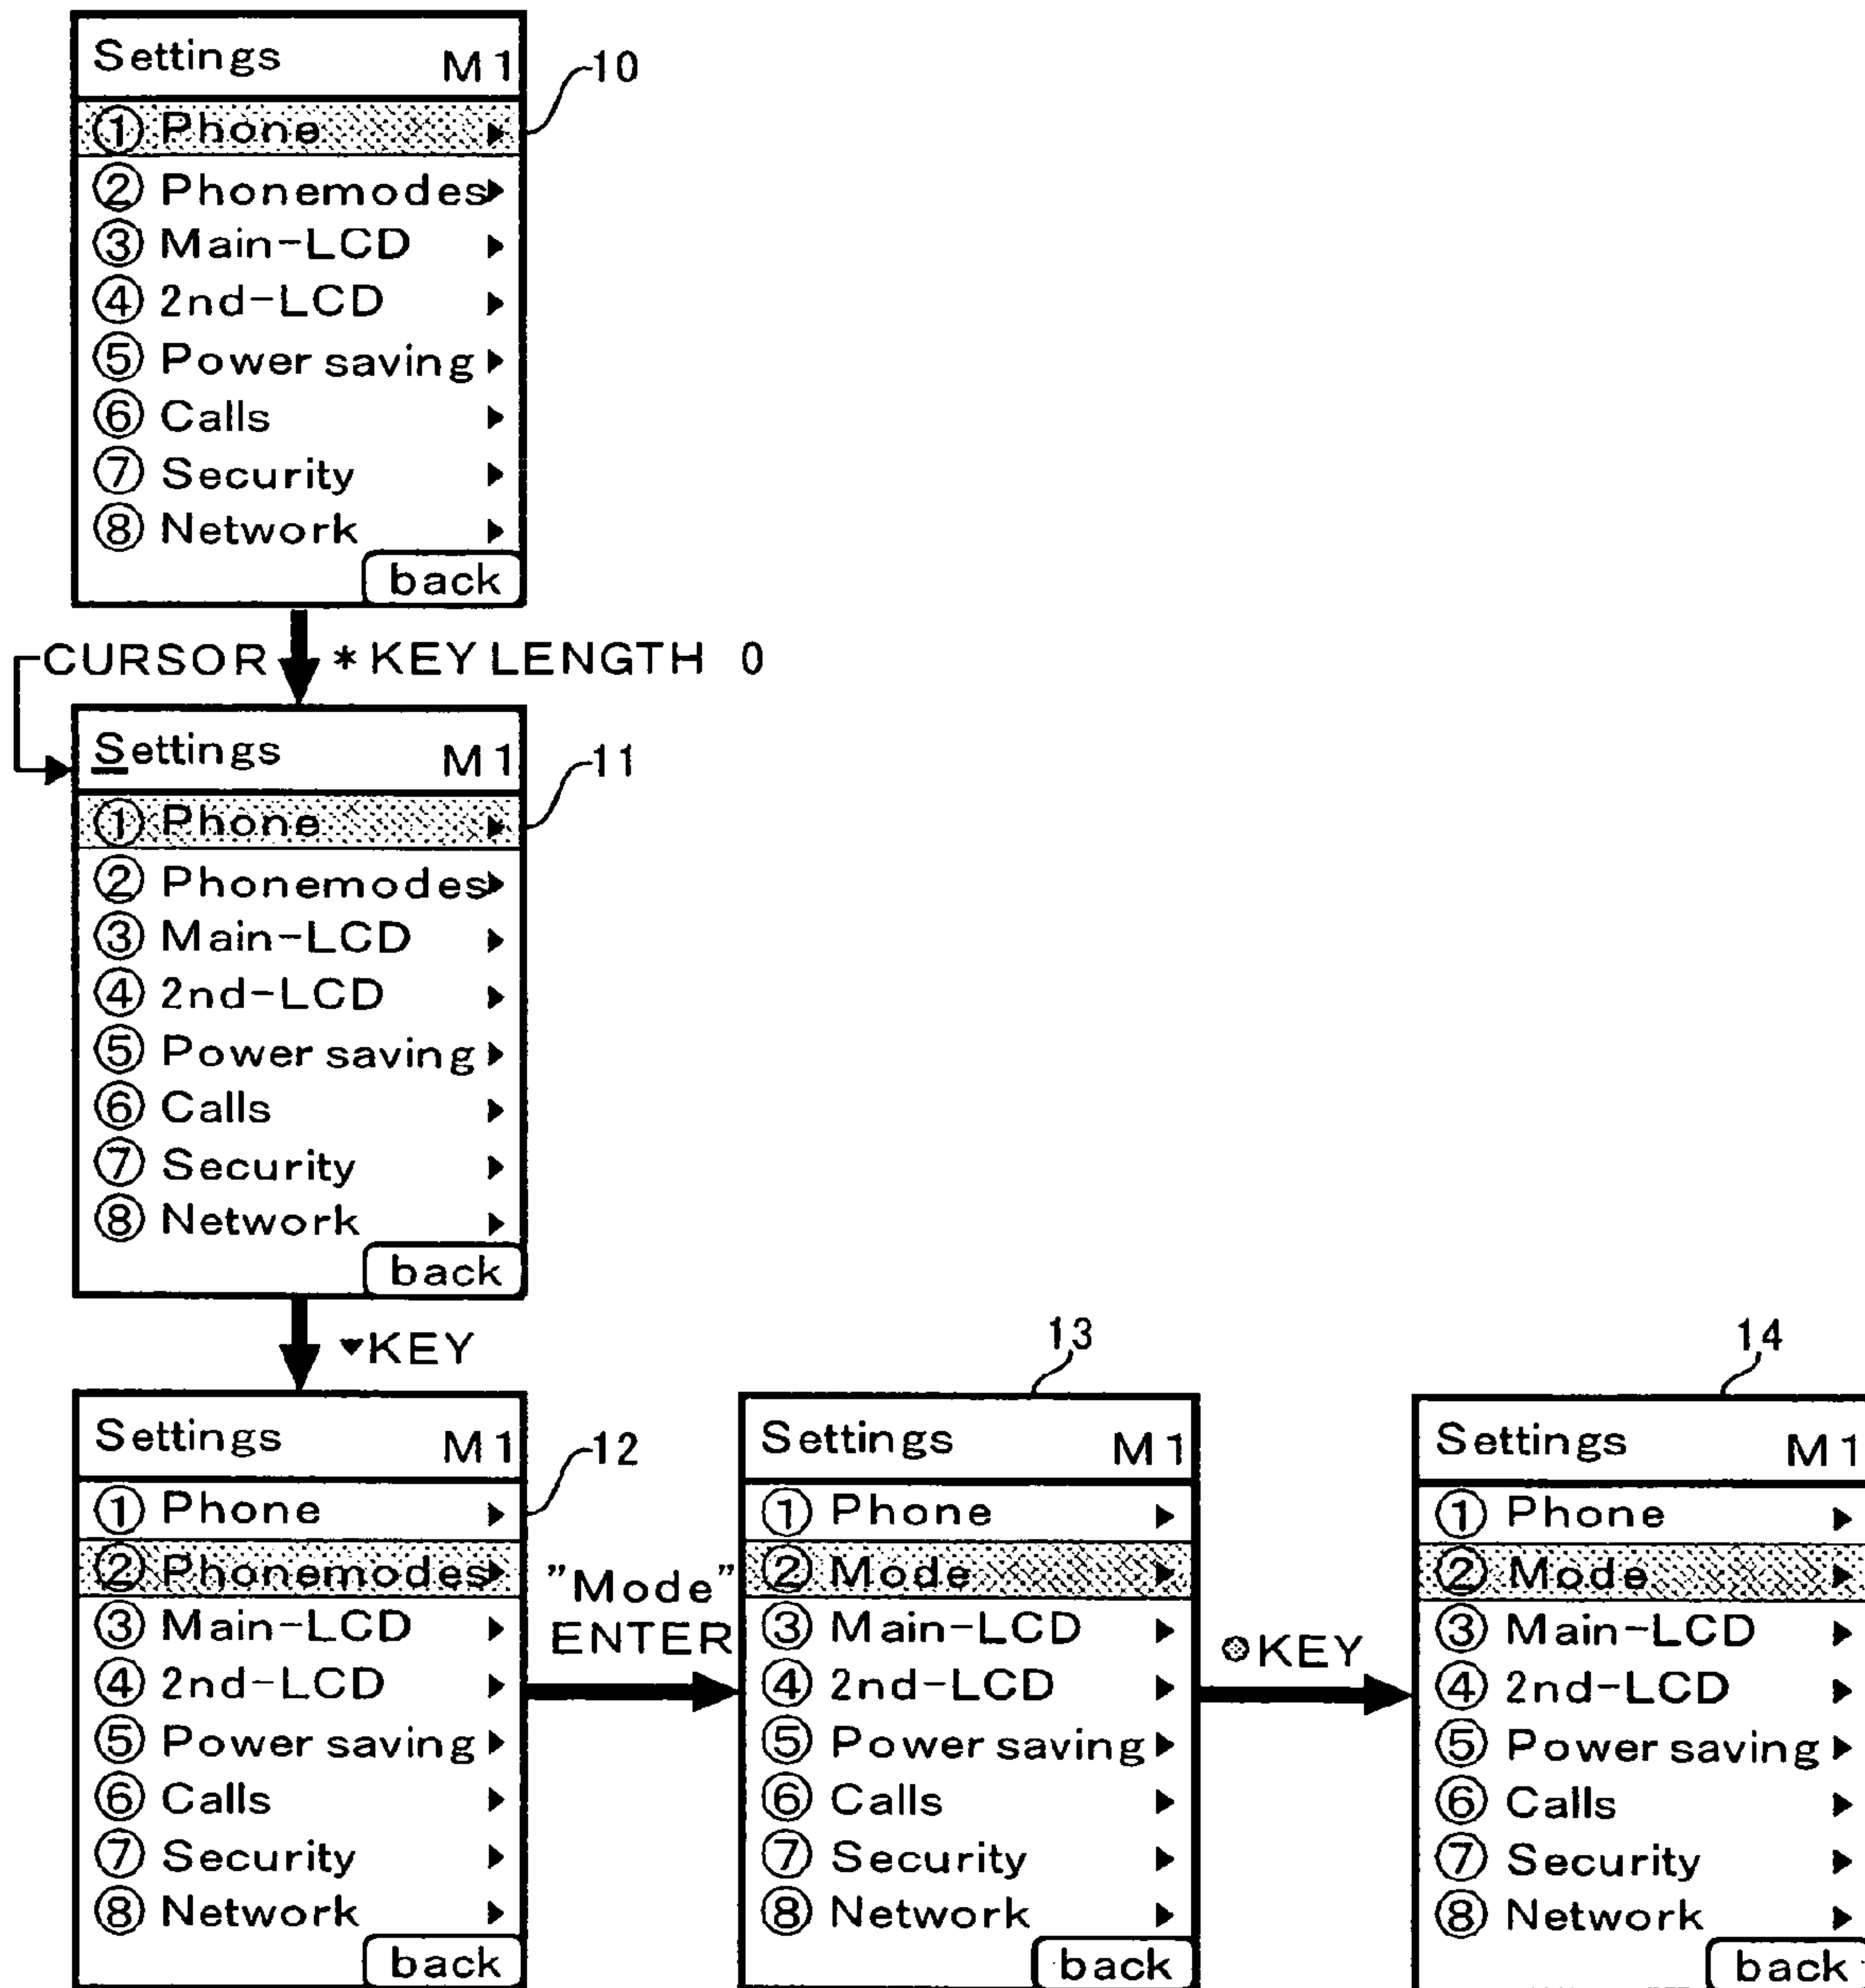 Settings M1
10
① Phone ▶
② Phonemodes▶
③ Main-LCD ▶
④ 2nd-LCD ▶
⑤ Power saving▶
⑥ Calls ▶
⑦ Security ▶
⑧ Network ▶
back
CURSOR * KEY LENGTH 0
Settings M1
11
① Phone ▶
② Phonemodes▶
③ Main-LCD ▶
④ 2nd-LCD ▶
⑤ Power saving▶
⑥ Calls ▶
⑦ Security ▶
⑧ Network ▶
back
▼KEY
Settings M1
12
① Phone ▶
② Phonemodes▶
③ Main-LCD ▶
④ 2nd-LCD ▶
⑤ Power saving▶
⑥ Calls ▶
⑦ Security ▶
⑧ Network ▶
back
"Mode"
ENTER
13
Settings M1
① Phone ▶
② Mode ▶
③ Main-LCD ▶
④ 2nd-LCD ▶
⑤ Power saving▶
⑥ Calls ▶
⑦ Security ▶
⑧ Network ▶
back
◎KEY
14
Settings M1
① Phone ▶
② Mode ▶
③ Main-LCD ▶
④ 2nd-LCD ▶
⑤ Power saving▶
⑥ Calls ▶
⑦ Security ▶
⑧ Network ▶
back